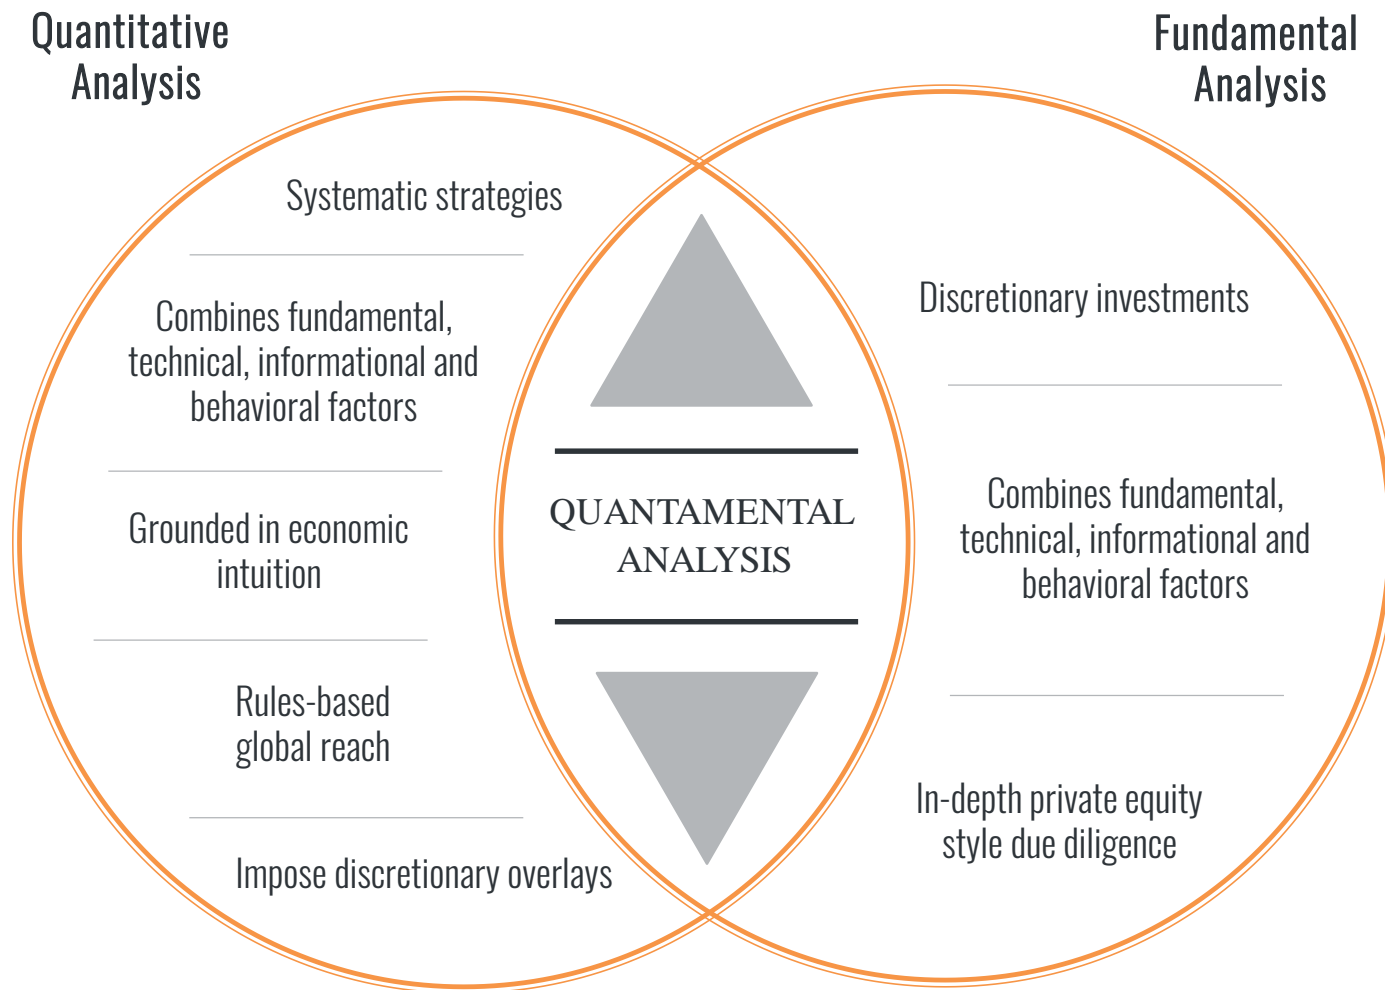 Quantitative
Analysis
Fundamental
Analysis
Systematic strategies
Combines fundamental,
technical, informational and
behavioral factors
Grounded in economic
intuition
Rules-based
global reach
Impose discretionary overlays
QUANTAMENTAL
ANALYSIS
Discretionary investments
Combines fundamental,
technical, informational and
behavioral factors
In-depth private equity
style due diligence